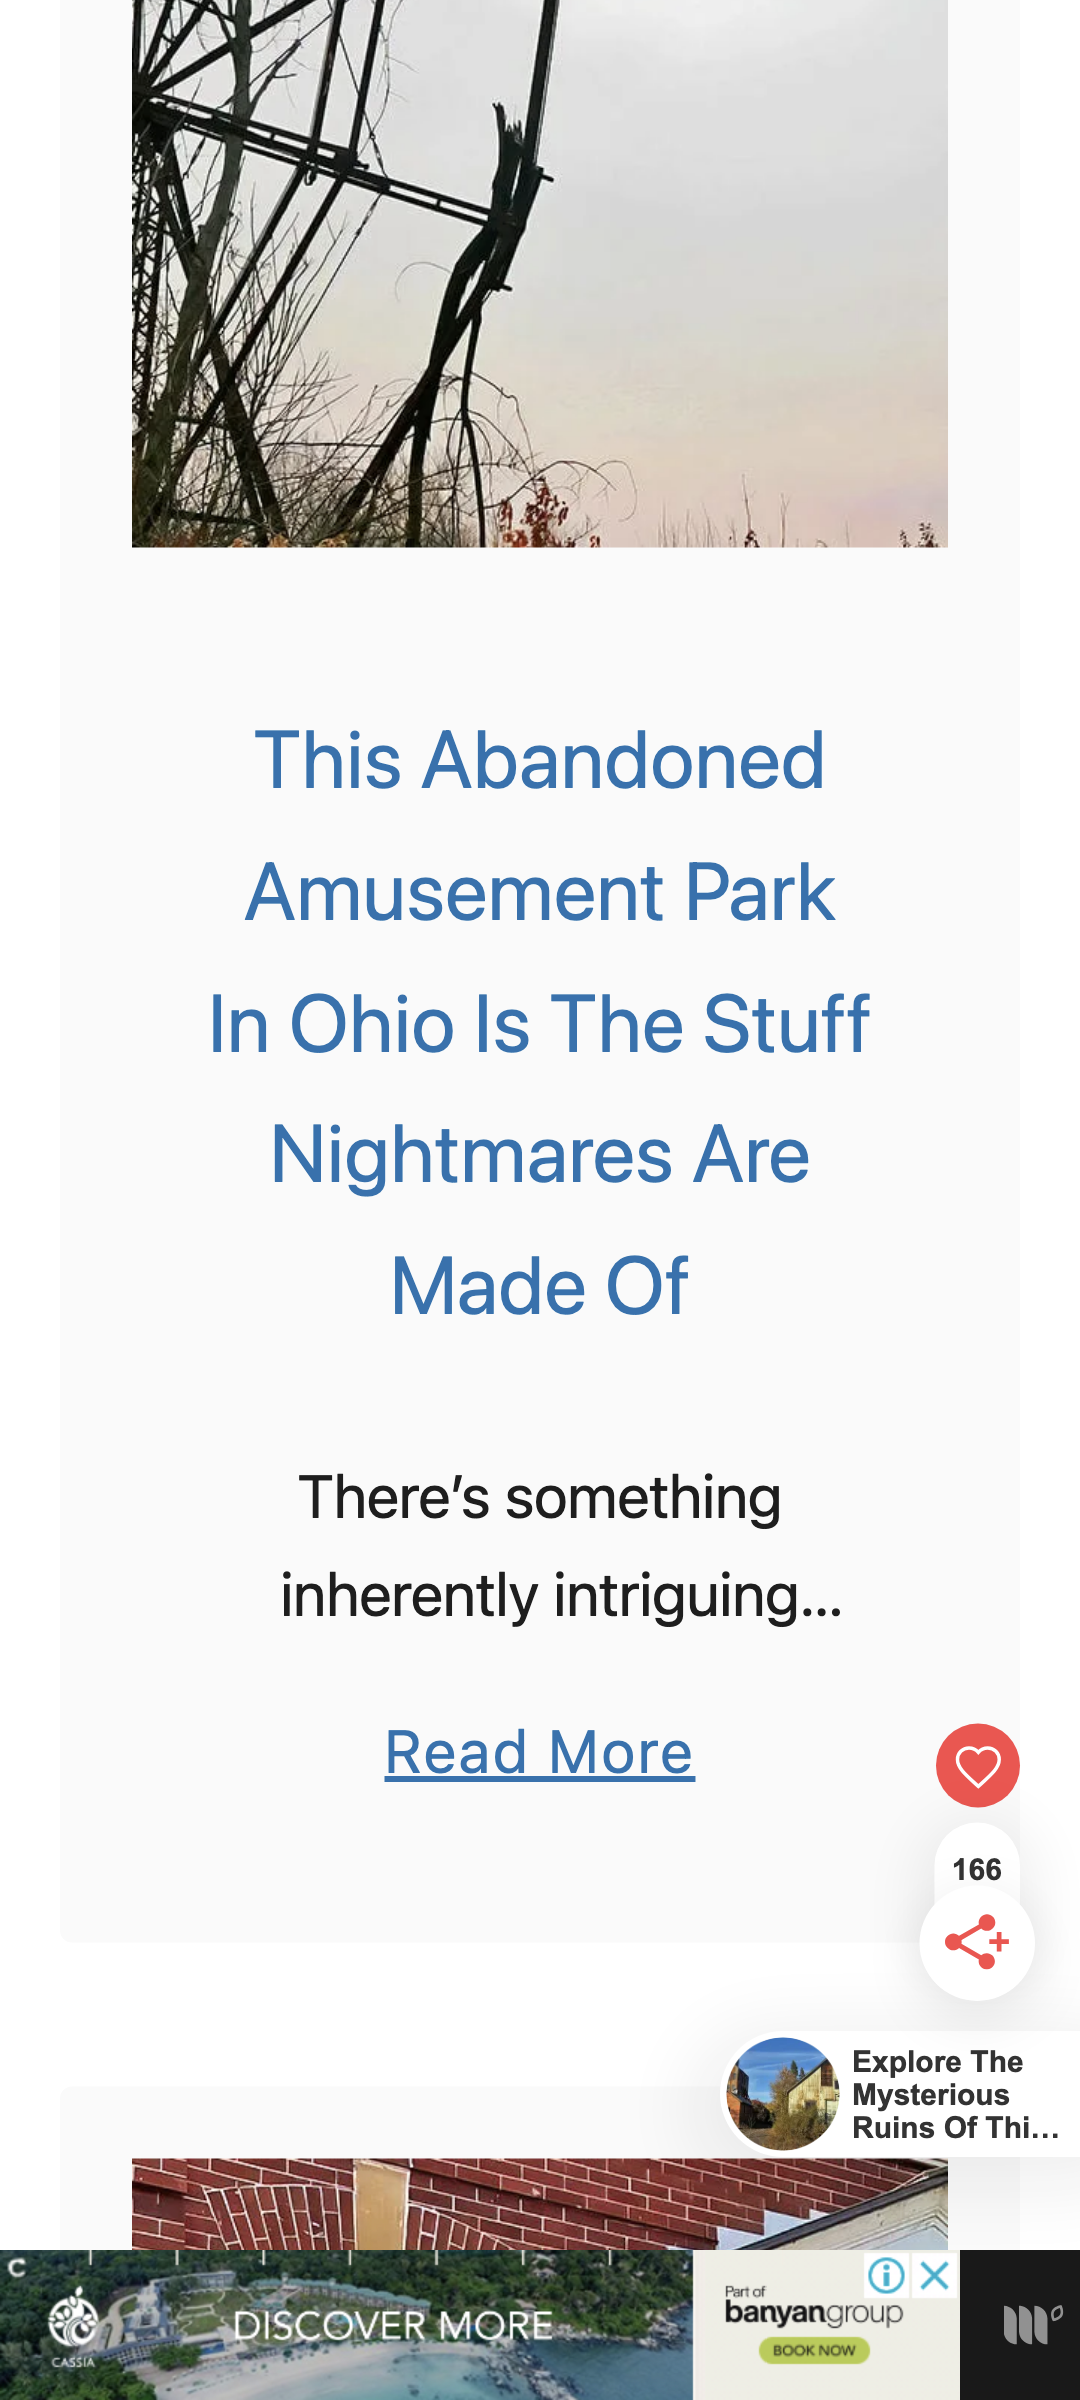 This Abandoned
Amusement Park
In Ohio Is The Stuff
Nightmares Are
Made Of
There’s something
inherently intriguing...
Read More
166
Explore The
Mysterious
Ruins Of Thi...
C
CASSIA
DISCOVER MORE
Part of
banyangroup
BOOK NOW